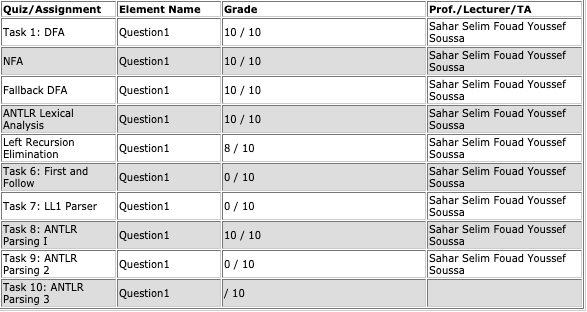 Quiz/Assignment Element Name Grade Prof./Lecturer/TA
Task 1: DFA Question1 10 / 10 Sahar Selim Fouad Youssef
Soussa
NFA Question1 10 / 10 Sahar Selim Fouad Youssef
Soussa
Fallback DFA Question1 10 / 10 Sahar Selim Fouad Youssef
Soussa
ANTLR Lexical
Analysis Question1 10 / 10 Sahar Selim Fouad Youssef
Soussa
Left Recursion
Elimination Question1 8 / 10 Sahar Selim Fouad Youssef
Soussa
Task 6: First and
Follow Question1 0 / 10 Sahar Selim Fouad Youssef
Soussa
Task 7: LL1 Parser Question1 0 / 10 Sahar Selim Fouad Youssef
Soussa
Task 8: ANTLR
Parsing I Question1 10 / 10 Sahar Selim Fouad Youssef
Soussa
Task 9: ANTLR
Parsing 2 Question1 0 / 10 Sahar Selim Fouad Youssef
Soussa
Task 10: ANTLR
Parsing 3 Question1 / 10